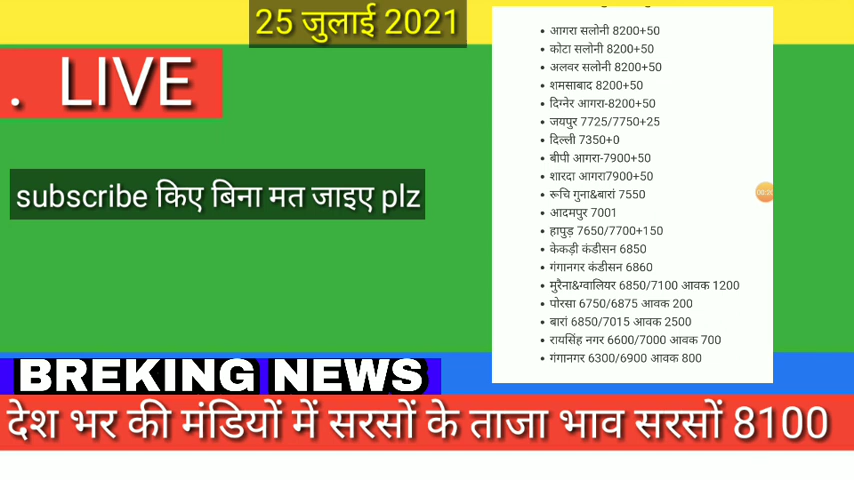 25 जुलाई 2021
. LIVE
subscribe किए बिना मत जाइए plz
• आगरा सलोनी 8200+50
• कोटा सलोनी 8200+50
• अलवर सलोनी 8200+50
• शमसाबाद 8200+50
• दिग्नेर आगरा-8200+50
• जयपुर 7725/7750+25
• दिल्ली 7350+0
• बीपी आगरा-7900+50
• शारदा आगरा7900+50
• रूचि गुना&बारां 7550
• आदमपुर 7001
• हापुड़ 7650/7700+150
• केकड़ी कंडीसन 6850
• गंगानगर कंडीसन 6860
• मुरैना&ग्वालियर 6850/7100 आवक 1200
• पोरसा 6750/6875 आवक 200
• बारां 6850/7015 आवक 2500
• रायसिंह नगर 6600/7000 आवक 700
• गंगानगर 6300/6900 आवक 800
BREKING NEWS
देश भर की मंडियों में सरसों के ताजा भाव सरसों 8100